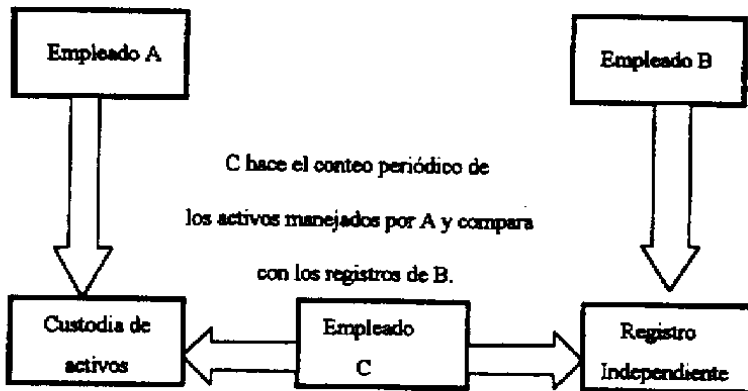 Empleado A
Empleado B
C hace el conteo periódico de
los activos manejados por A y compara
con los registros de B.
Custodia de
activos
Empleado
C
Registro
Independiente